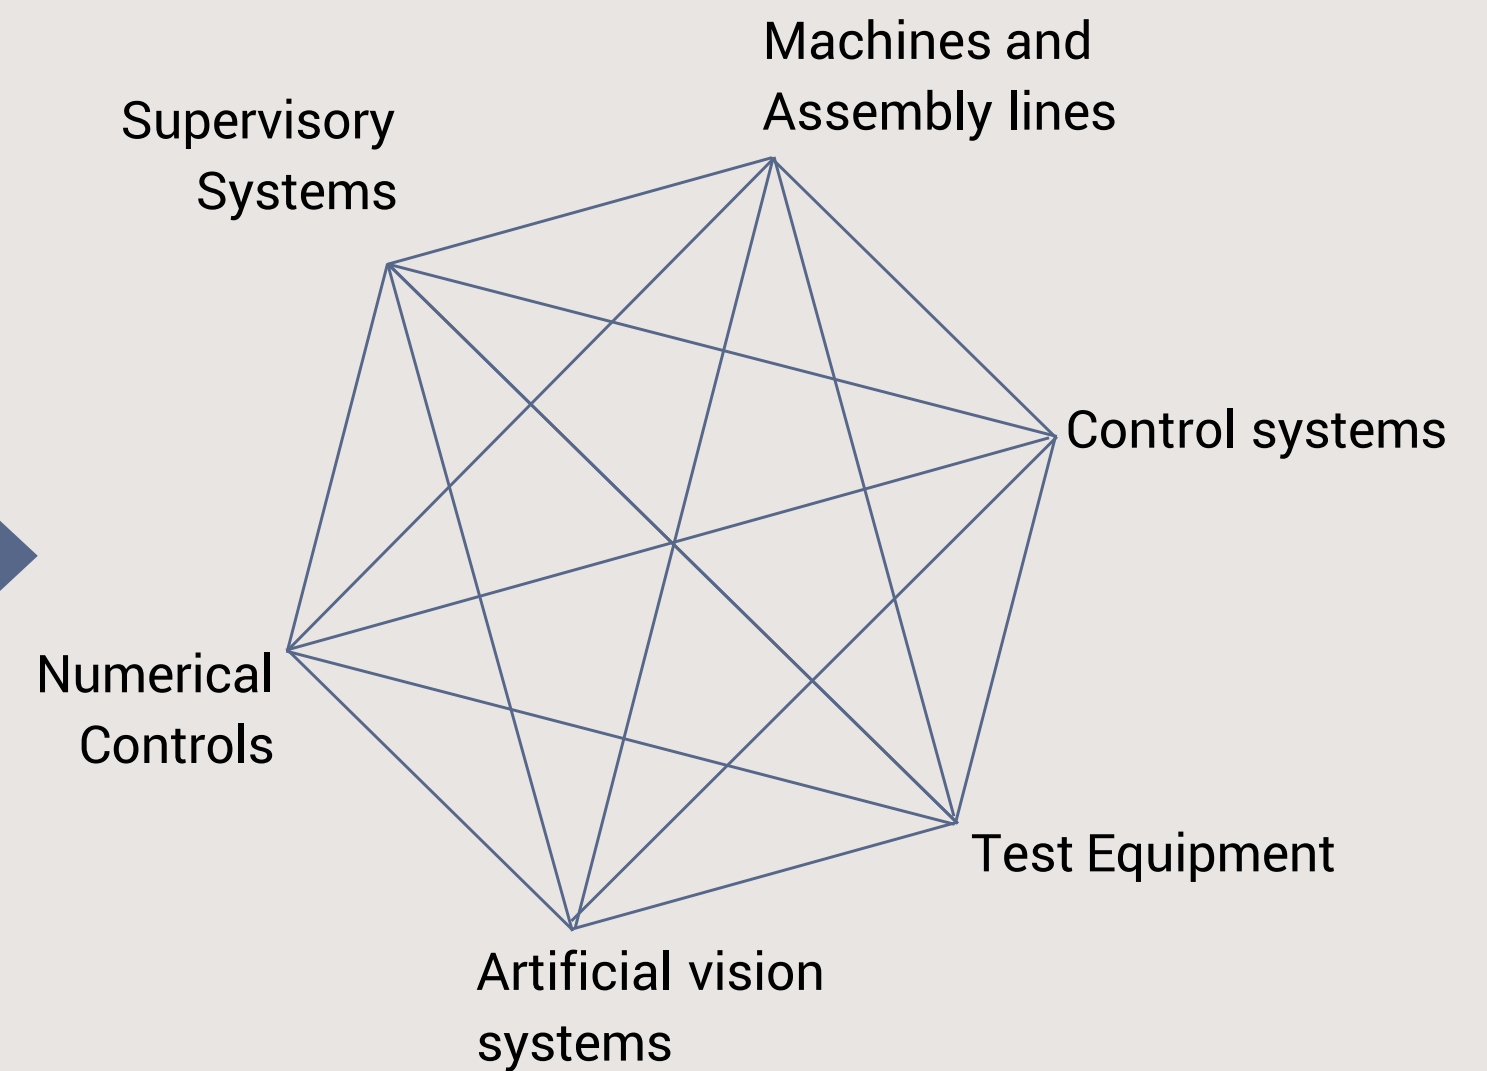 Machines and
Assembly lines
Supervisory
Systems
Control systems
Numerical
Controls
Test Equipment
Artificial vision
systems